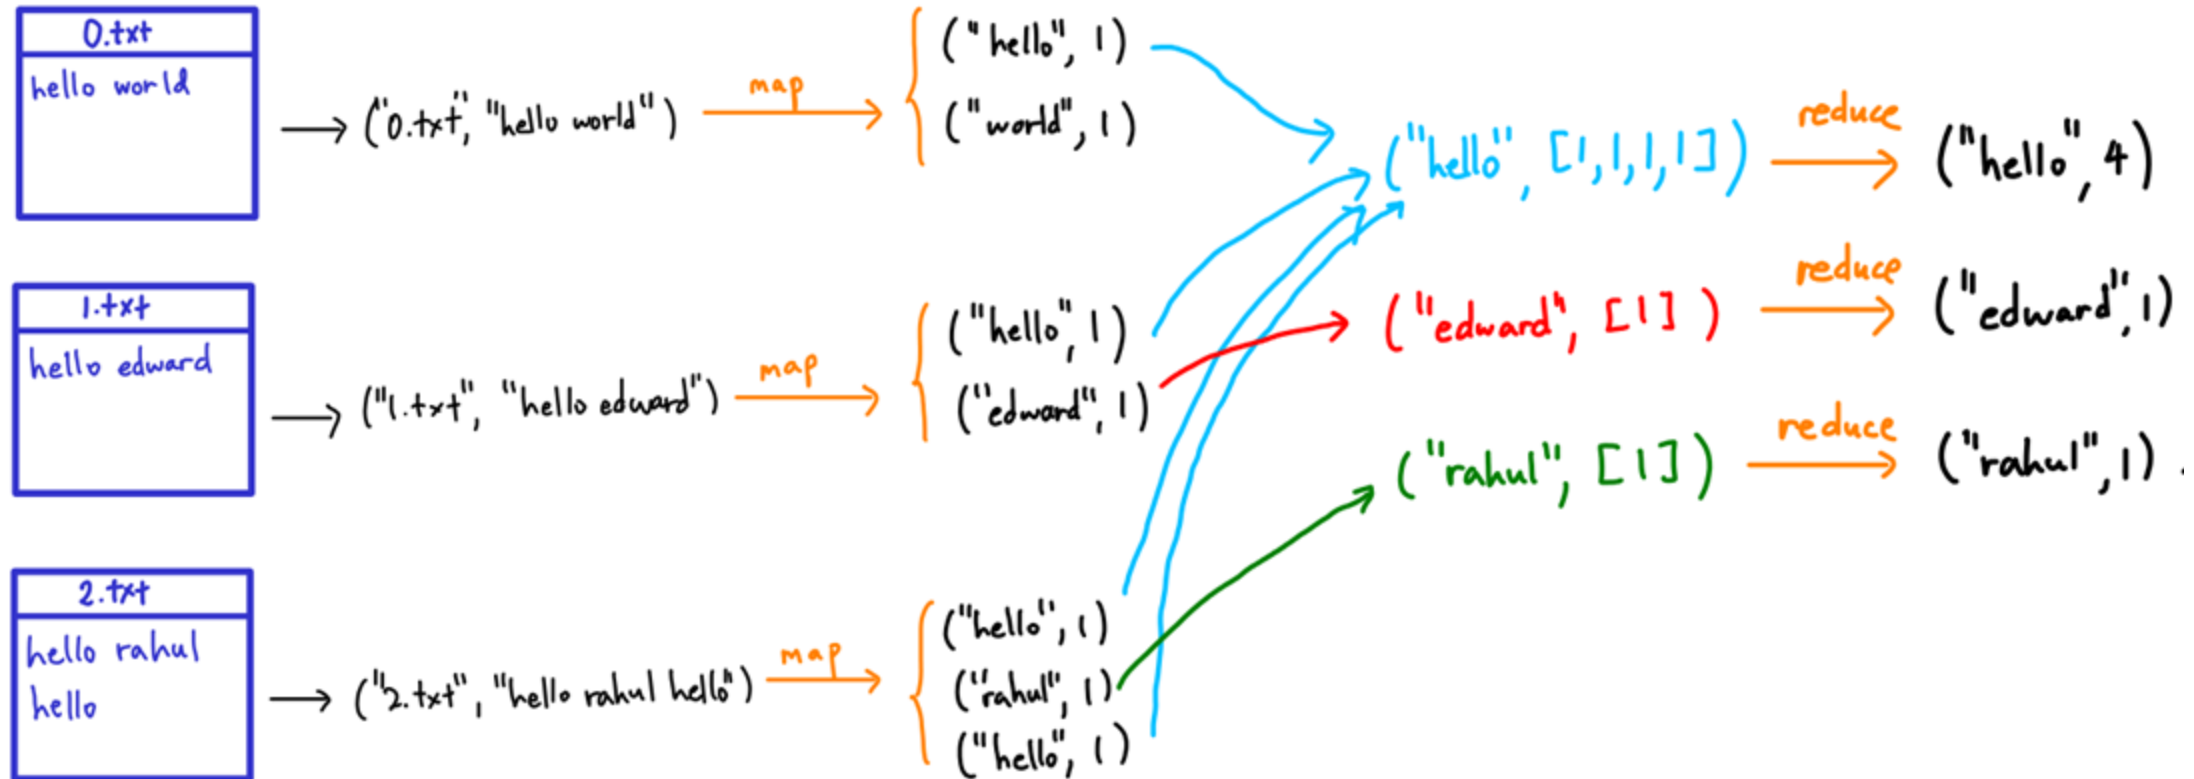 0.txt
hello world
("0.txt", "hello world")
map
("hello", 1)
("world", 1)
1.txt
hello edward
("1.txt", "hello edward")
map
("hello", 1)
("edward", 1)
2.txt
hello rahul
hello
("2.txt", "hello rahul hello")
map
("hello", 1)
("rahul", 1)
("hello", 1)
("hello", [1,1,1,1])
reduce
("hello", 4)
("edward", [1])
reduce
("edward", 1)
("rahul", [1])
reduce
("rahul", 1)